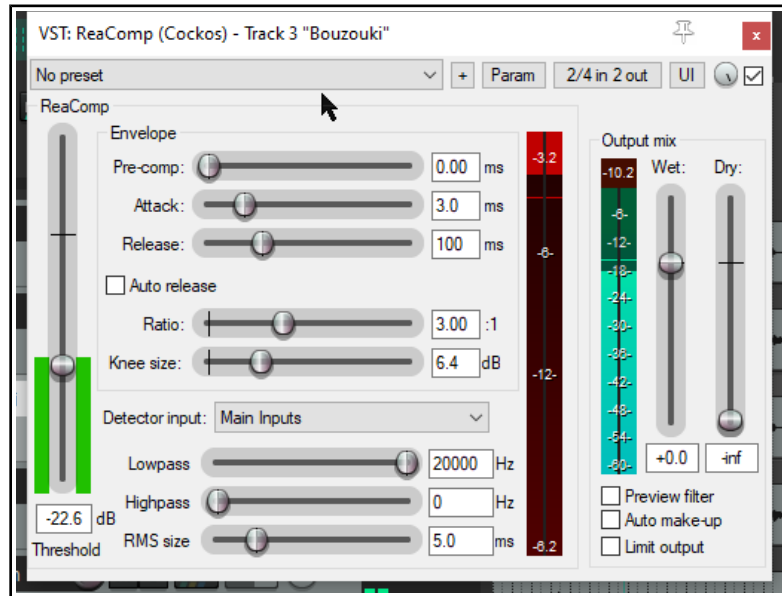 VST: ReaComp (Cockos) - Track 3 "Bouzouki"
x
No preset
+
Param
2/4 in 2 out
UI
ReaComp
Envelope
Pre-comp: 0.00 ms
Attack: 3.0 ms
Release: 100 ms
Auto release
Ratio: 3.00 :1
Knee size: 6.4 dB
Detector input: Main Inputs
Lowpass 20000 Hz
Highpass 0 Hz
RMS size 5.0 ms
-22.6 dB
Threshold
-3.2
-6-
-12-
-6.2
Output mix
Wet: Dry:
-10.2
-6-
-12-
-18-
-24-
-30-
-36-
-42-
-48-
-54-
-60-
+0.0 -inf
Preview filter
Auto make-up
Limit output